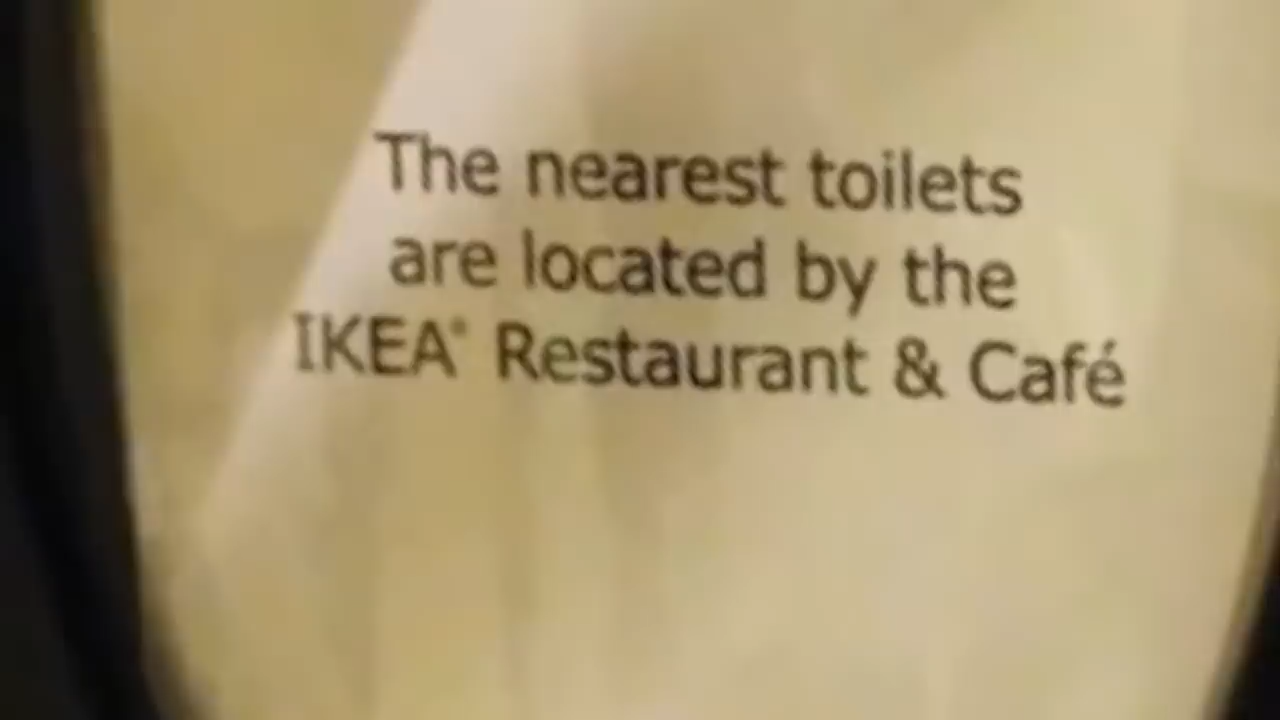 The nearest toilets
are located by the
IKEA® Restaurant & Café